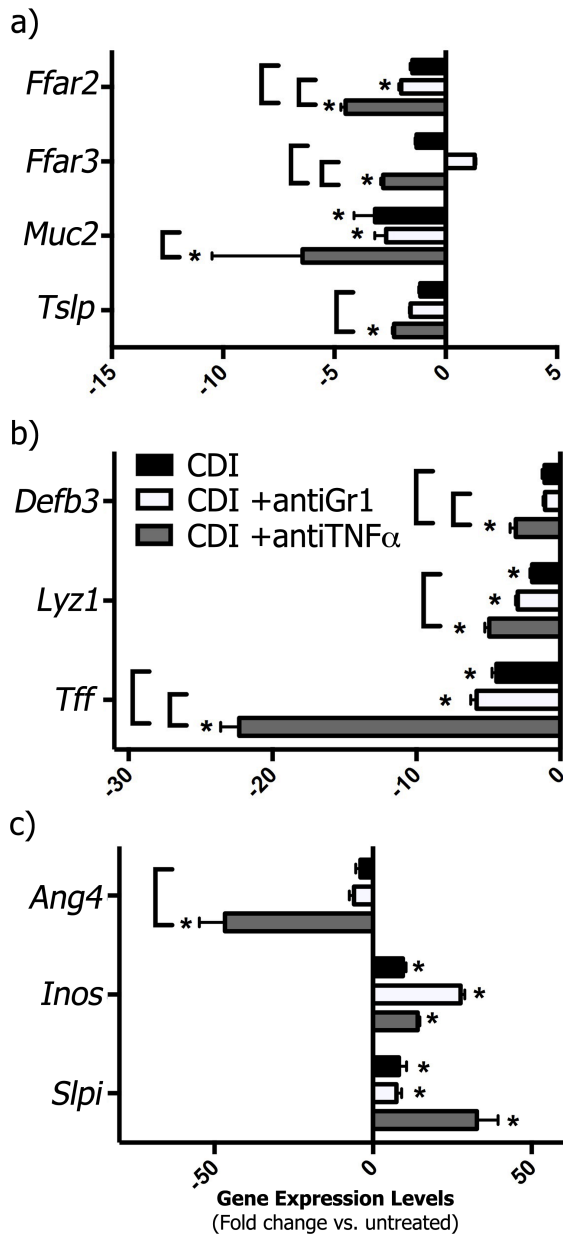 a)
Ffar2
*
*
Ffar3
*
Muc2
*
*
*
Tslp
*
-15
-10
-5
0
5
b)
CDI
CDI +antiGr1
CDI +antiTNFα
Defb3
*
Lyz1
*
*
*
Tff
*
*
*
-30
-20
-10
0
c)
Ang4
*
Inos
*
*
*
Slpi
*
*
*
-50
0
50
Gene Expression Levels
(Fold change vs. untreated)